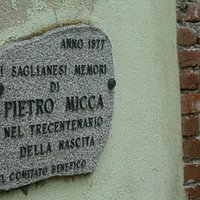 ANNO 1977
I SAGLIANESI MEMORI
DI
PIETRO MICCA
NEL TRECENTENARIO
DELLA NASCITA
IL COMITATO BENEFICO